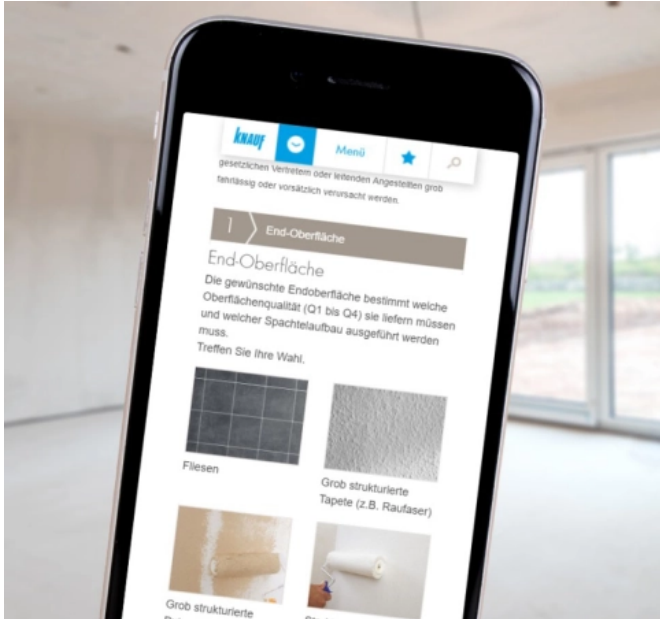 KNAUF
Menü
gesetzlichen Vertretern oder leitenden Angestellten grob
fahrlässig oder vorsätzlich verursacht werden.
1 End-Oberfläche
End-Oberfläche
Die gewünschte Endoberfläche bestimmt welche
Oberflächenqualität (Q1 bis Q4) sie liefern müssen
und welcher Spachtelaufbau ausgeführt werden
muss.
Treffen Sie Ihre Wahl.
Fliesen
Grob strukturierte
Tapete (z.B. Raufaser)
Grob strukturierte